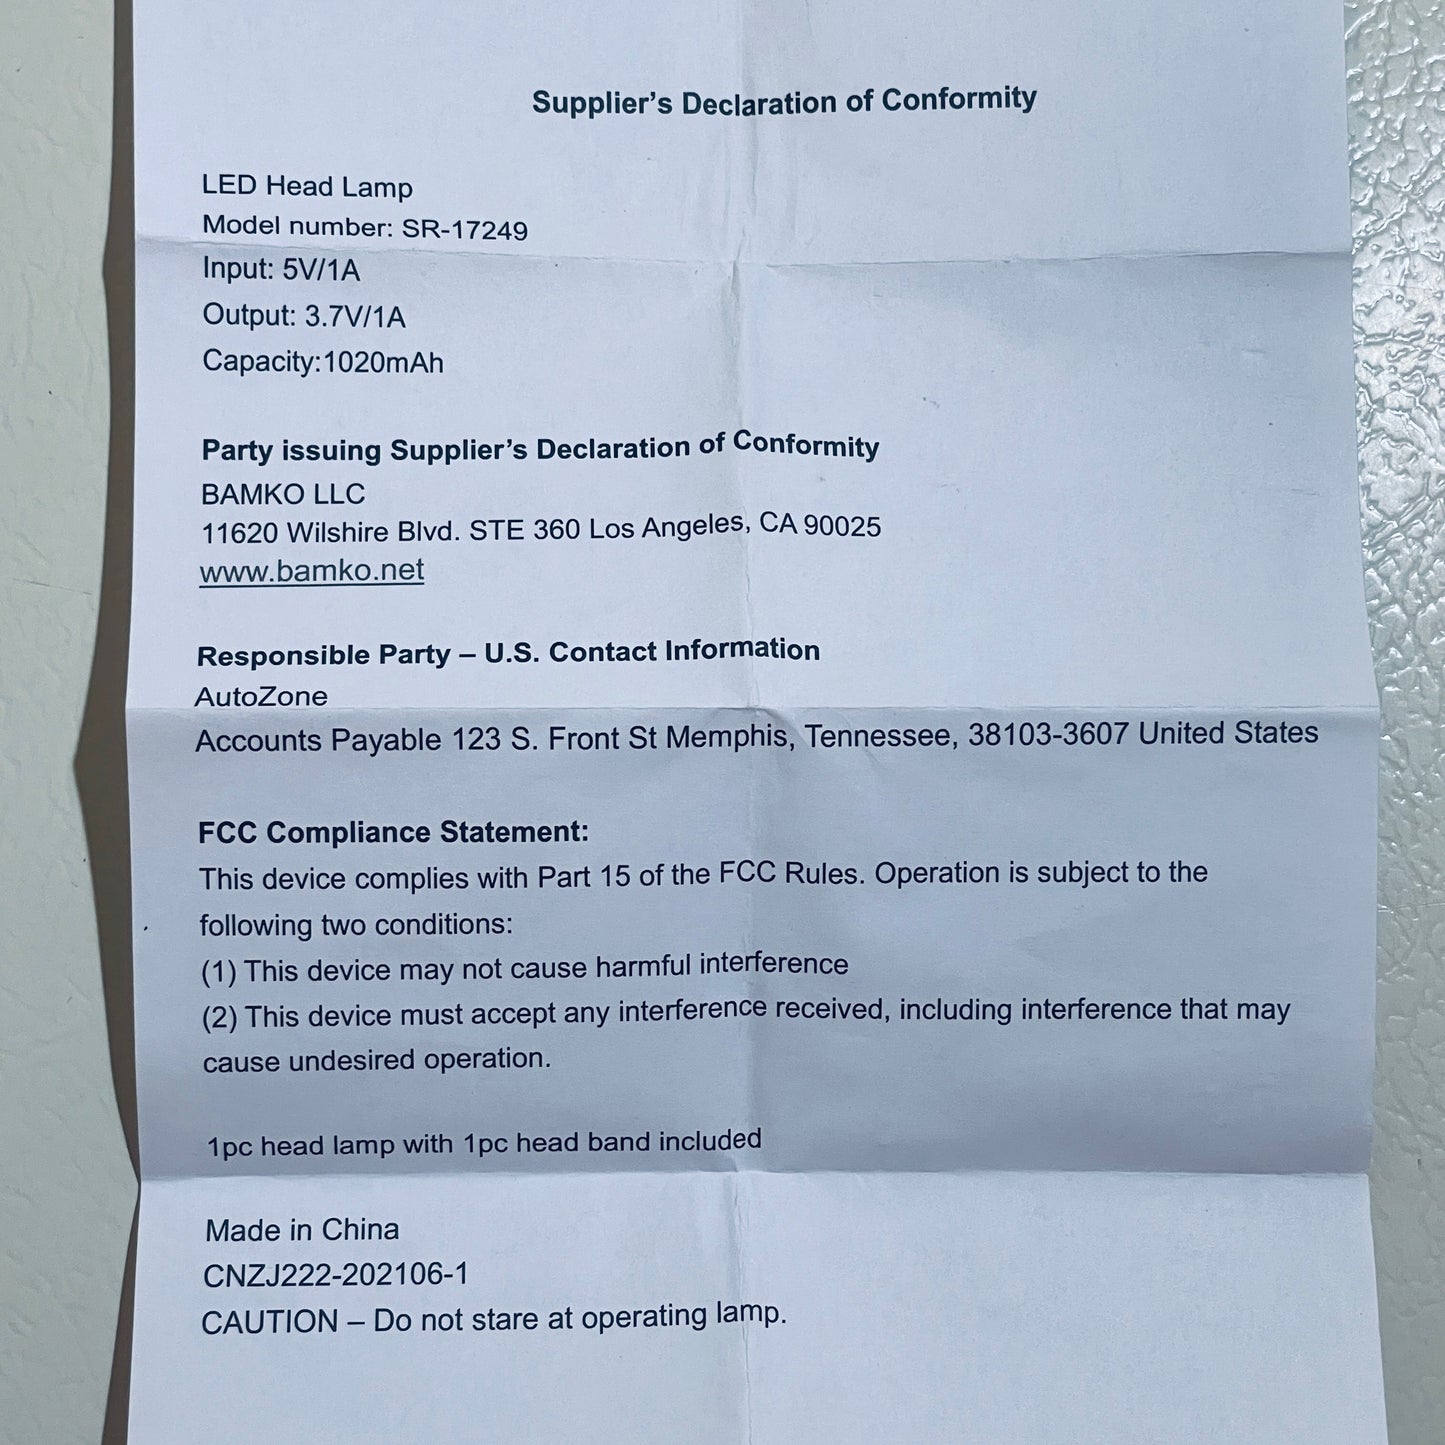 Supplier’s Declaration of Conformity
LED Head Lamp
Model number: SR-17249
Input: 5V/1A
Output: 3.7V/1A
Capacity:1020mAh
Party issuing Supplier’s Declaration of Conformity
BAMKO LLC
11620 Wilshire Blvd. STE 360 Los Angeles, CA 90025
www.bamko.net
Responsible Party – U.S. Contact Information
AutoZone
Accounts Payable 123 S. Front St Memphis, Tennessee, 38103-3607 United States
FCC Compliance Statement:
This device complies with Part 15 of the FCC Rules. Operation is subject to the
following two conditions:
(1) This device may not cause harmful interference
(2) This device must accept any interference received, including interference that may
cause undesired operation.
1pc head lamp with 1pc head band included
Made in China
CNZJ222-202106-1
CAUTION – Do not stare at operating lamp.